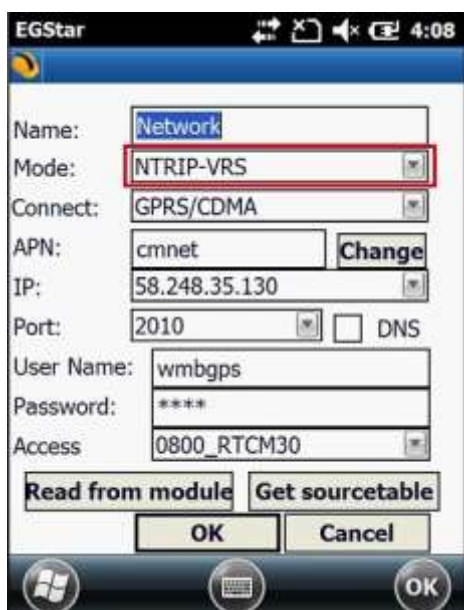 EGStar 4:08
Name: Network
Mode: NTRIP-VRS
Connect: GPRS/CDMA
APN: cmnet Change
IP: 58.248.35.130
Port: 2010 DNS
User Name: wmbgps
Password: ****
Access 0800_RTCM30
Read from module Get sourcetable
OK Cancel
OK